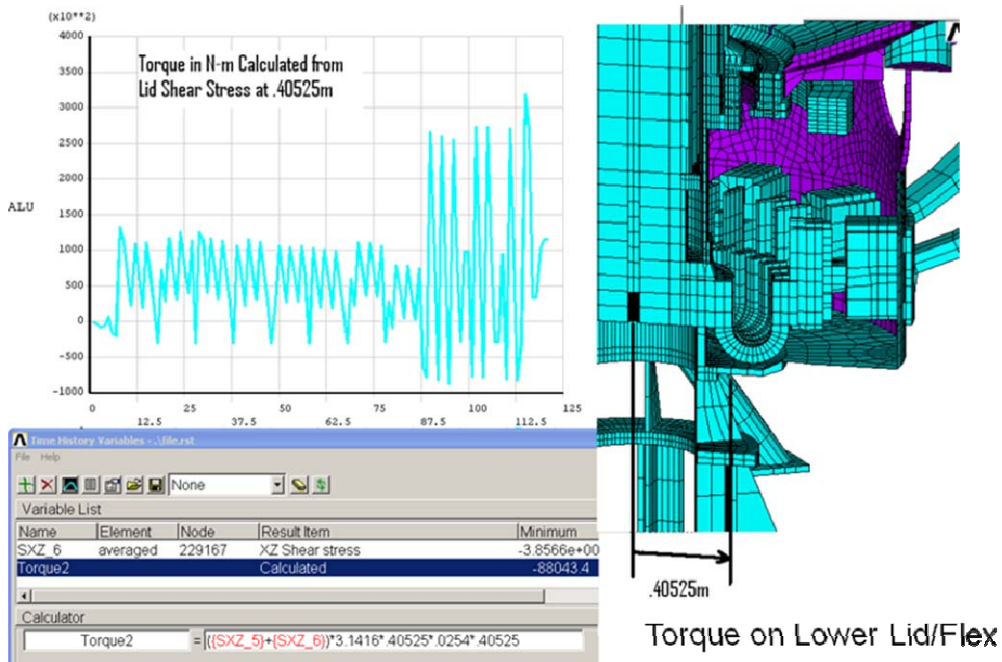 (x10**2)
4000
3500
3000
2500
2000
1500
1000
500
0
-500
-1000
ALU
Torque in N-m Calculated from
Lid Shear Stress at .40525m
0 25 50 75 100 125
12.5 37.5 62.5 87.5 112.5
Time History Variables - .\file.rst
File Help
None
Variable List
Name Element Node Result Item Minimum
SXZ_6 averaged 229167 XZ Shear stress -3.8566e+00
Torque2 Calculated -88043.4
Calculator
Torque2 = ({SXZ_5}+{SXZ_6})*3.1416*.40525*.0254*.40525
.40525m
Torque on Lower Lid/Flex